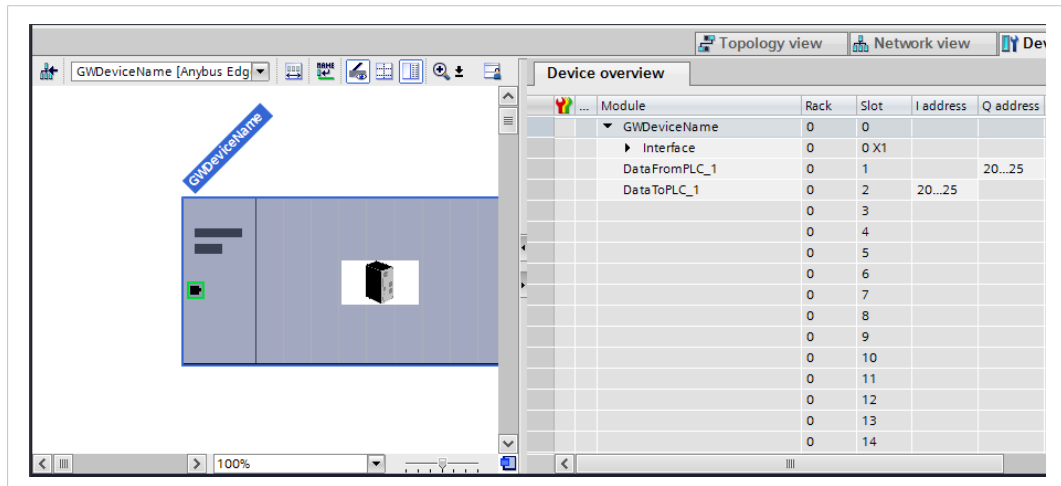 Topology view Network view Dev
GWDeviceName [Anybus Edg
NAME
Device overview
... Module Rack Slot I address Q address
GWDeviceName 0 0
Interface 0 0 X1
DataFromPLC_1 0 1 20...25
DataToPLC_1 0 2 20...25
0 3
0 4
0 5
0 6
0 7
0 8
0 9
0 10
0 11
0 12
0 13
0 14
GWDeviceName
100%